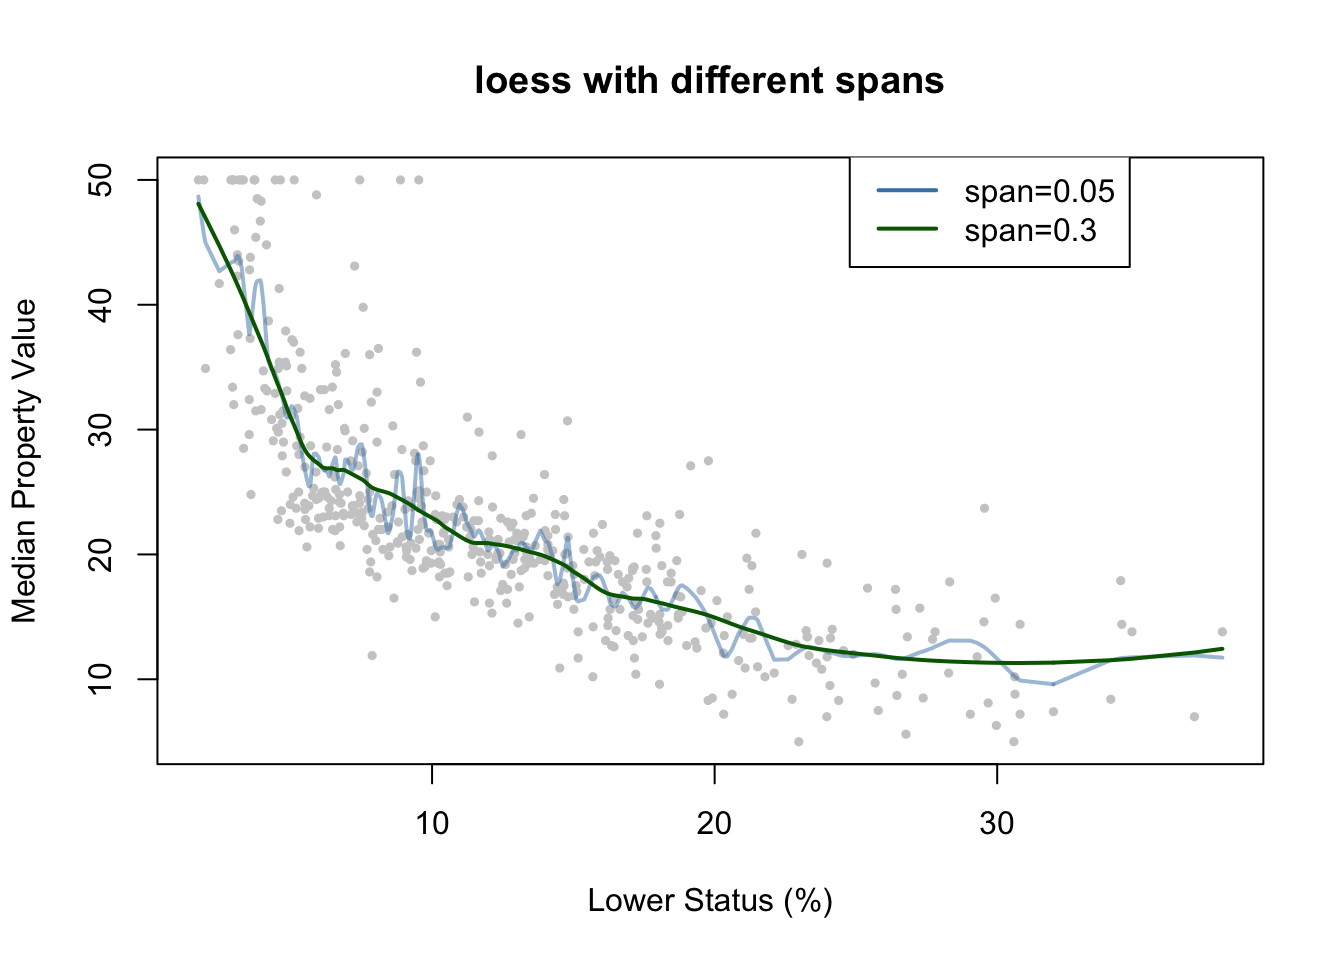 loess with different spans
span=0.05
span=0.3
Median Property Value
50
40
30
20
10
10
20
30
Lower Status (%)